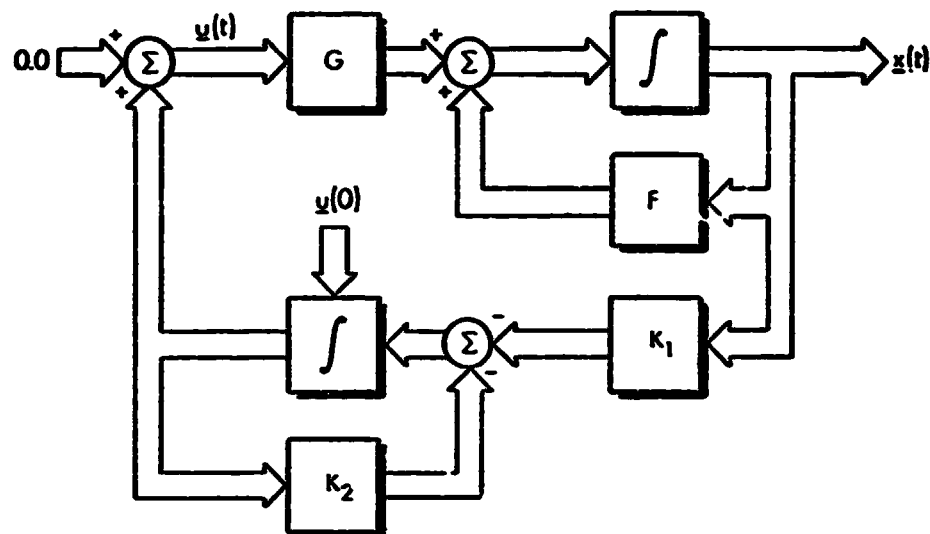 0.0
+
Σ
+
u(t)
G
+
Σ
+
∫
x(t)
F
u(0)
∫
Σ
-
-
K₁
K₂